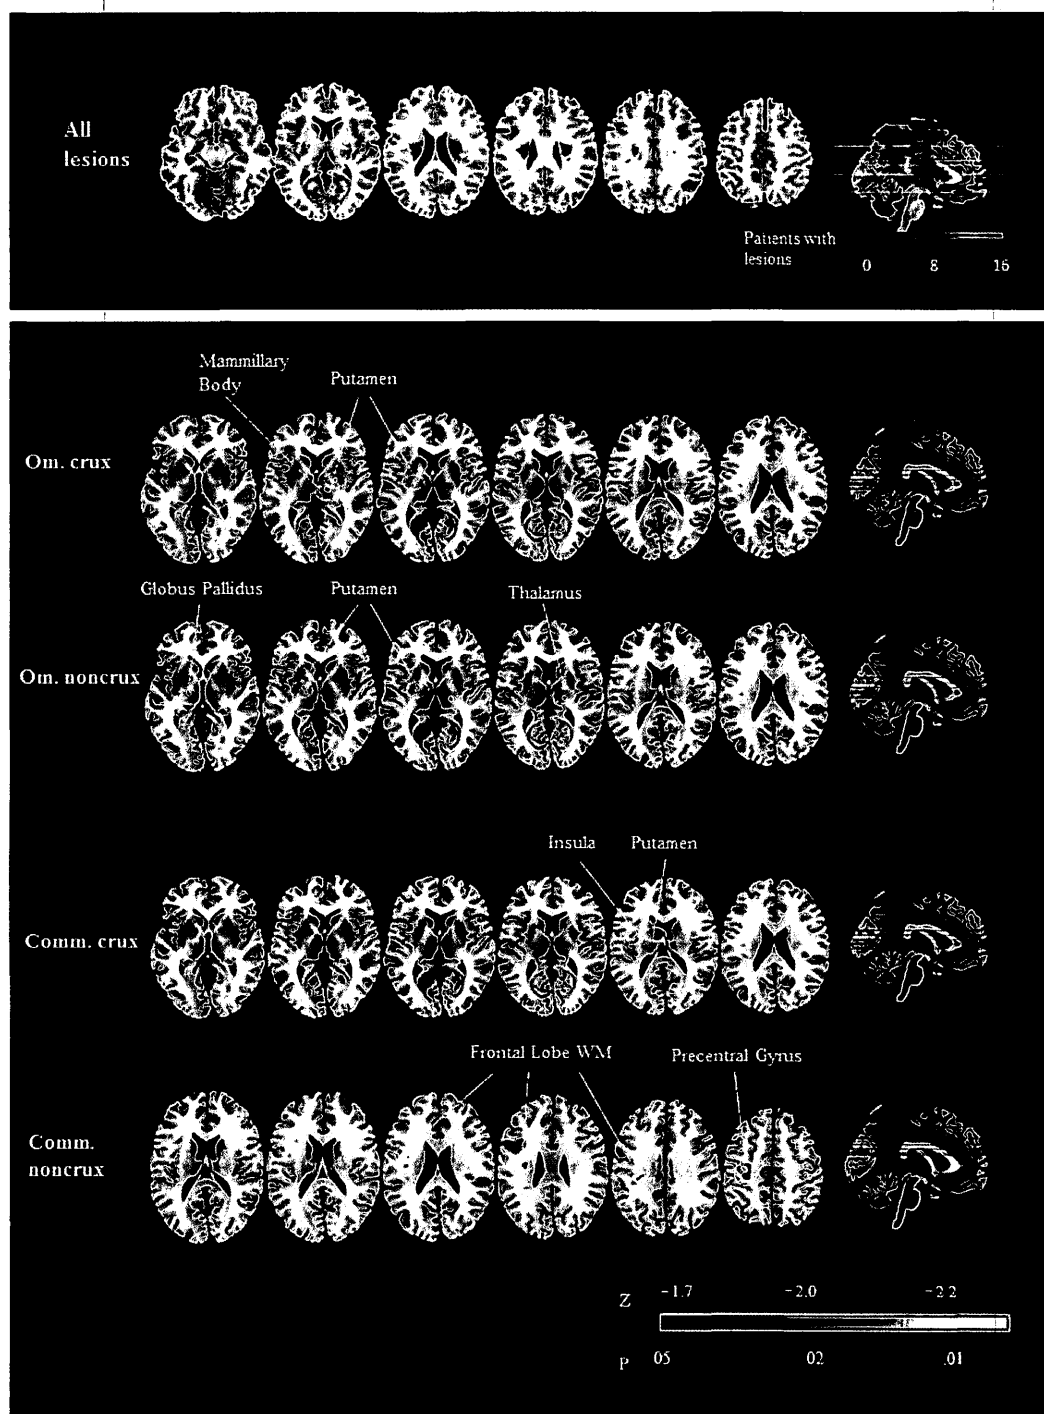 All
lesions
Patients with
lesions
0 8 16
Mammillary
Body
Putamen
Om. crux
Globus Pallidus Putamen Thalamus
Om. noncrux
Insula Putamen
Comm. crux
Frontal Lobe WM Precentral Gyrus
Comm.
noncrux
Z -1.7 -2.0 -2.2
P 05 02 .01